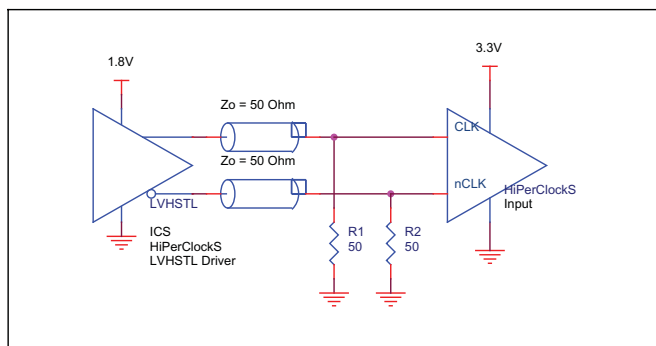 1.8V
3.3V
Zo = 50 Ohm
CLK
Zo = 50 Ohm
nCLK
HiPerClockS
Input
LVHSTL
ICS
HiPerClockS
LVHSTL Driver
R1
50
R2
50